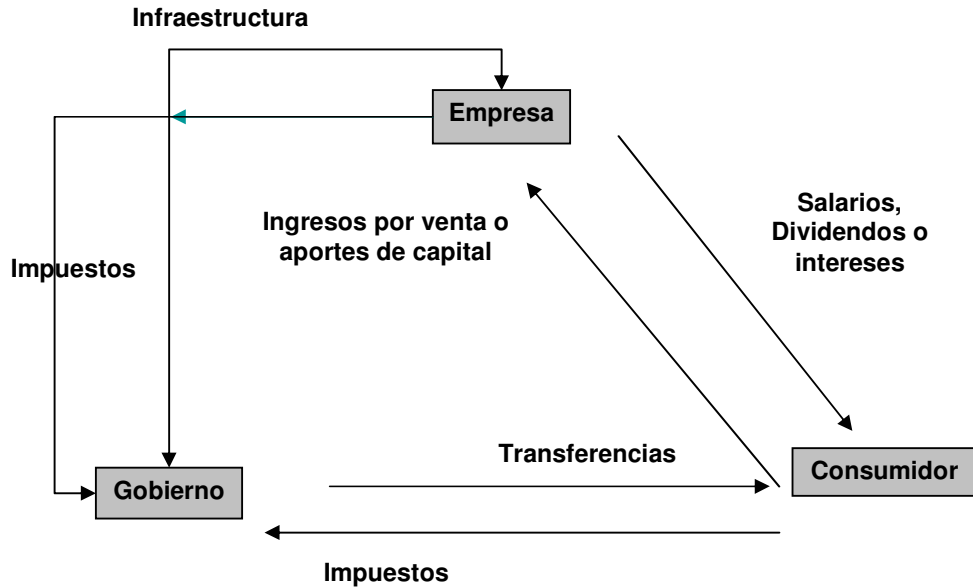 Infraestructura
Empresa
Salarios,
Dividendos o
intereses
Ingresos por venta o
aportes de capital
Impuestos
Transferencias
Consumidor
Gobierno
Impuestos